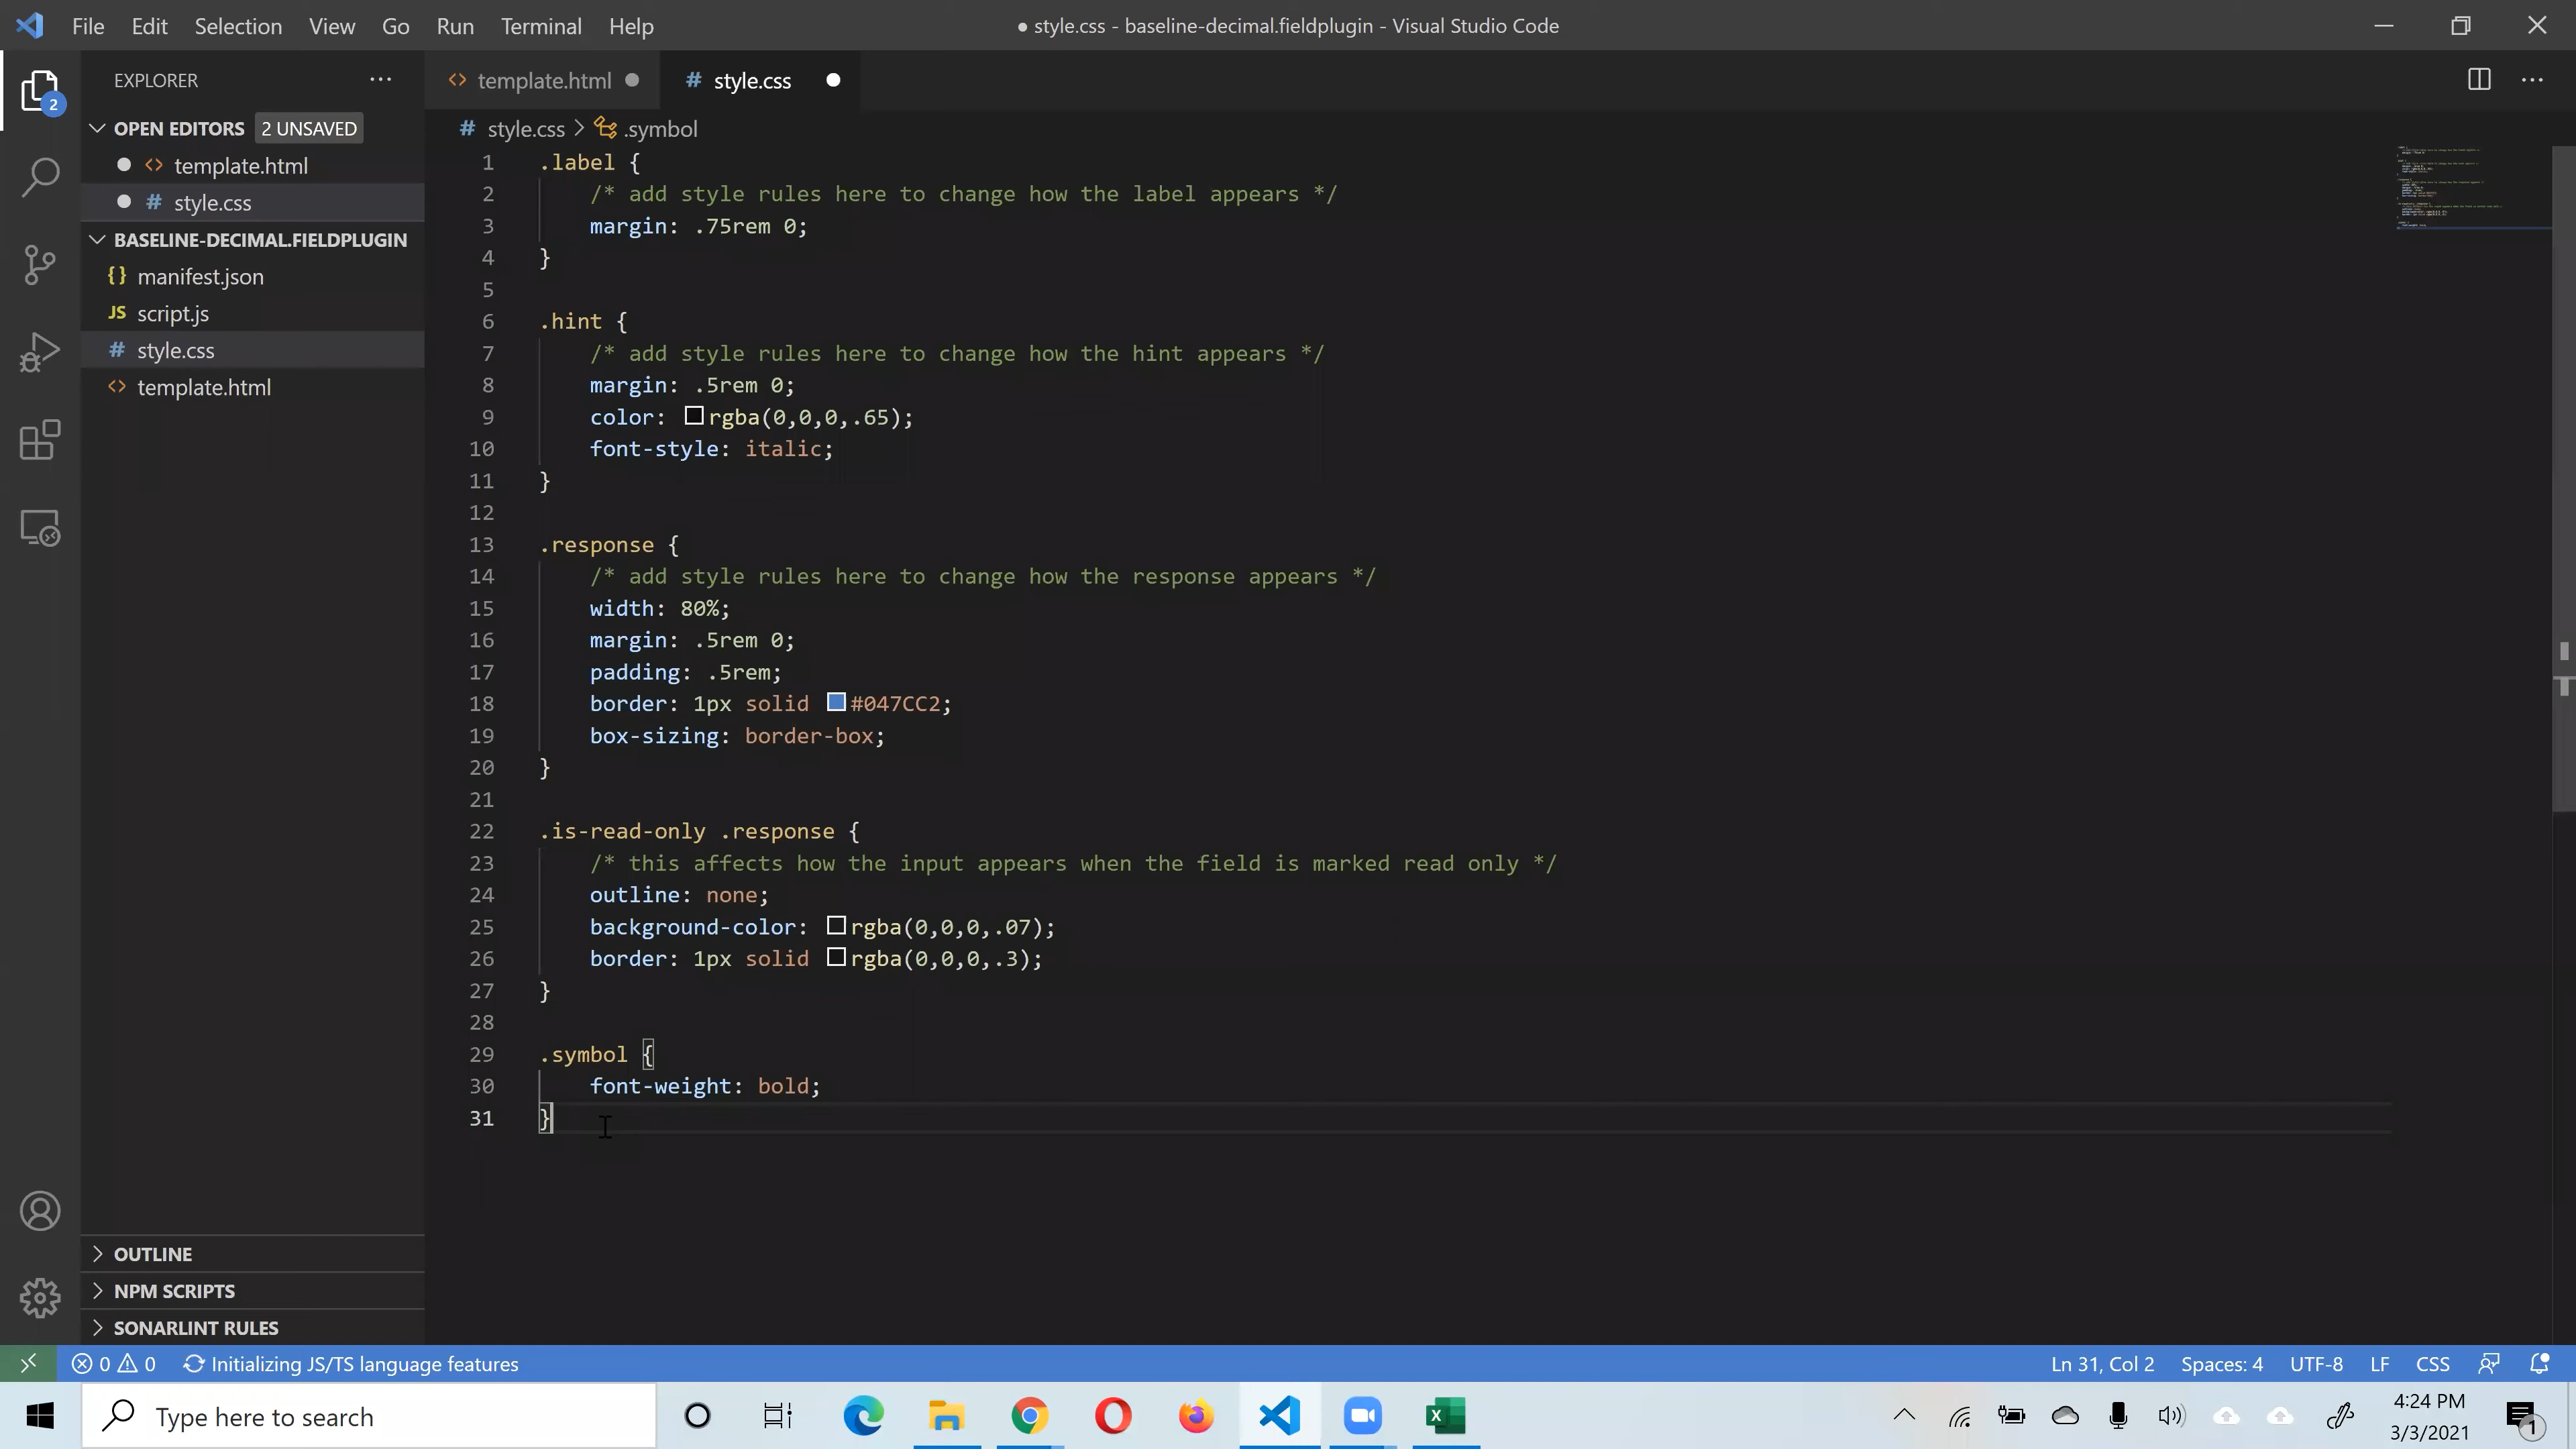 File Edit Selection View Go Run Terminal Help
● style.css - baseline-decimal.fieldplugin - Visual Studio Code
EXPLORER
2
OPEN EDITORS 2 UNSAVED
template.html
# style.css
BASELINE-DECIMAL.FIELDPLUGIN
{} manifest.json
JS script.js
# style.css
<> template.html
OUTLINE
NPM SCRIPTS
SONARLINT RULES
<> template.html
# style.css
# style.css > .symbol
1 .label {
2 /* add style rules here to change how the label appears */
3 margin: .75rem 0;
4 }
5
6 .hint {
7 /* add style rules here to change how the hint appears */
8 margin: .5rem 0;
9 color: rgba(0,0,0,.65);
10 font-style: italic;
11 }
12
13 .response {
14 /* add style rules here to change how the response appears */
15 width: 80%;
16 margin: .5rem 0;
17 padding: .5rem;
18 border: 1px solid #047CC2;
19 box-sizing: border-box;
20 }
21
22 .is-read-only .response {
23 /* this affects how the input appears when the field is marked read only */
24 outline: none;
25 background-color: rgba(0,0,0,.07);
26 border: 1px solid rgba(0,0,0,.3);
27 }
28
29 .symbol {
30 font-weight: bold;
31 }
0 0 Initializing JS/TS language features
Ln 31, Col 2 Spaces: 4 UTF-8 LF CSS
Type here to search
4:24 PM
3/3/2021
1